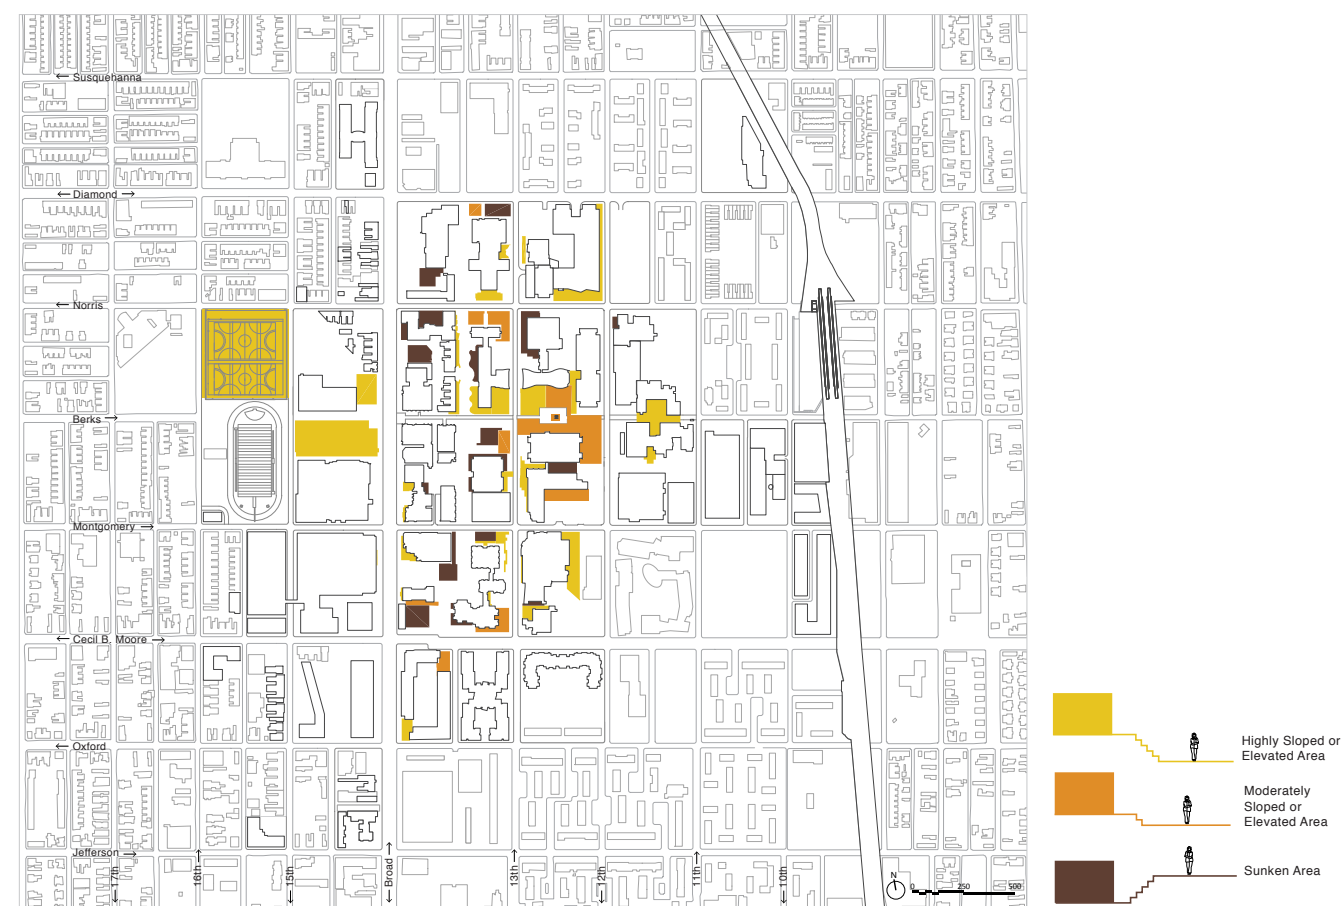 ← Susquehanna
← Diamond →
← Norris
Berks →
Montgomery →
← Cecil B. Moore →
← Oxford
Jefferson →
17th
16th
15th
Broad
13th
12th
11th
10th
N
0 250 500
Highly Sloped or
Elevated Area
Moderately
Sloped or
Elevated Area
Sunken Area